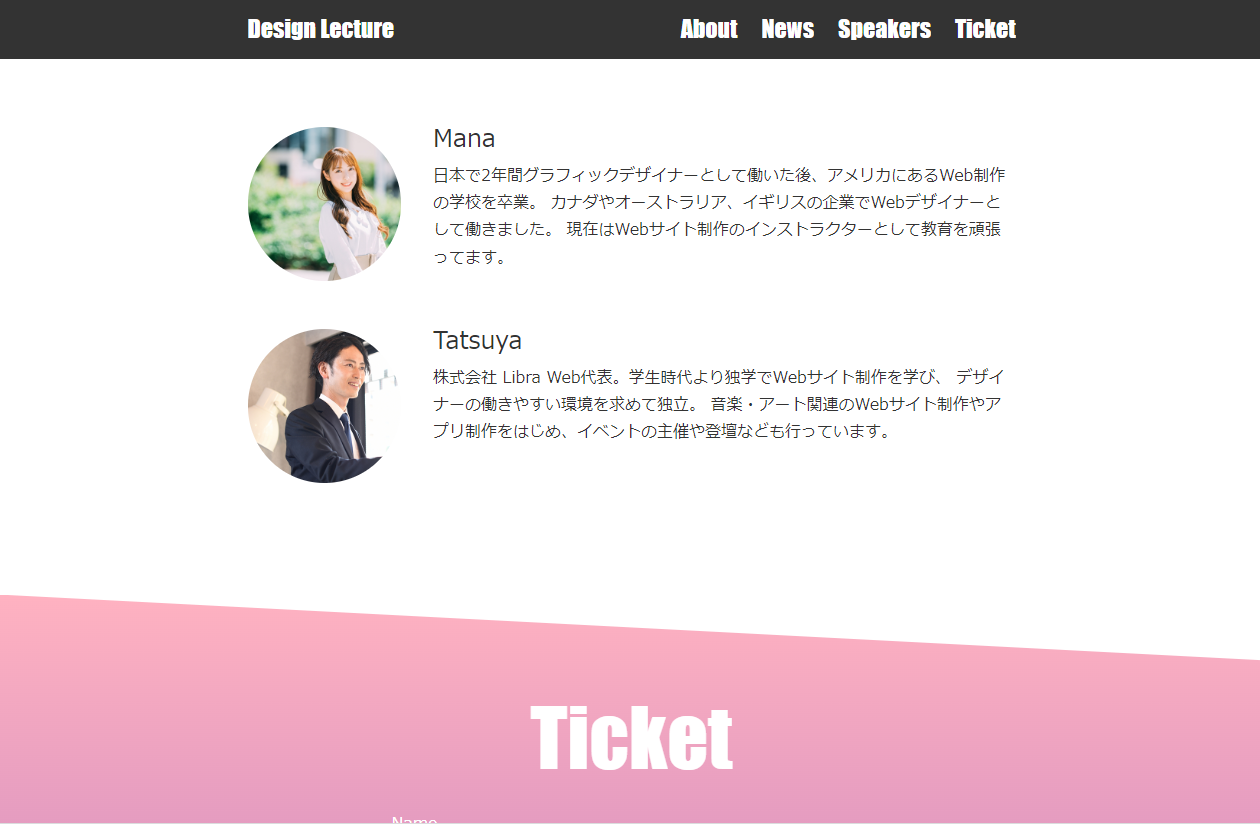 Design Lecture
About News Speakers Ticket
Mana
日本で2年間グラフィックデザイナーとして働いた後、アメリカにあるWeb制作
の学校を卒業。 カナダやオーストラリア、イギリスの企業でWebデザイナーと
して働きました。 現在はWebサイト制作のインストラクターとして教育を頑張
ってます。
Tatsuya
株式会社 Libra Web代表。学生時代より独学でWebサイト制作を学び、 デザイ
ナーの働きやすい環境を求めて独立。 音楽・アート関連のWebサイト制作やア
プリ制作をはじめ、イベントの主催や登壇なども行っています。
Ticket
Name